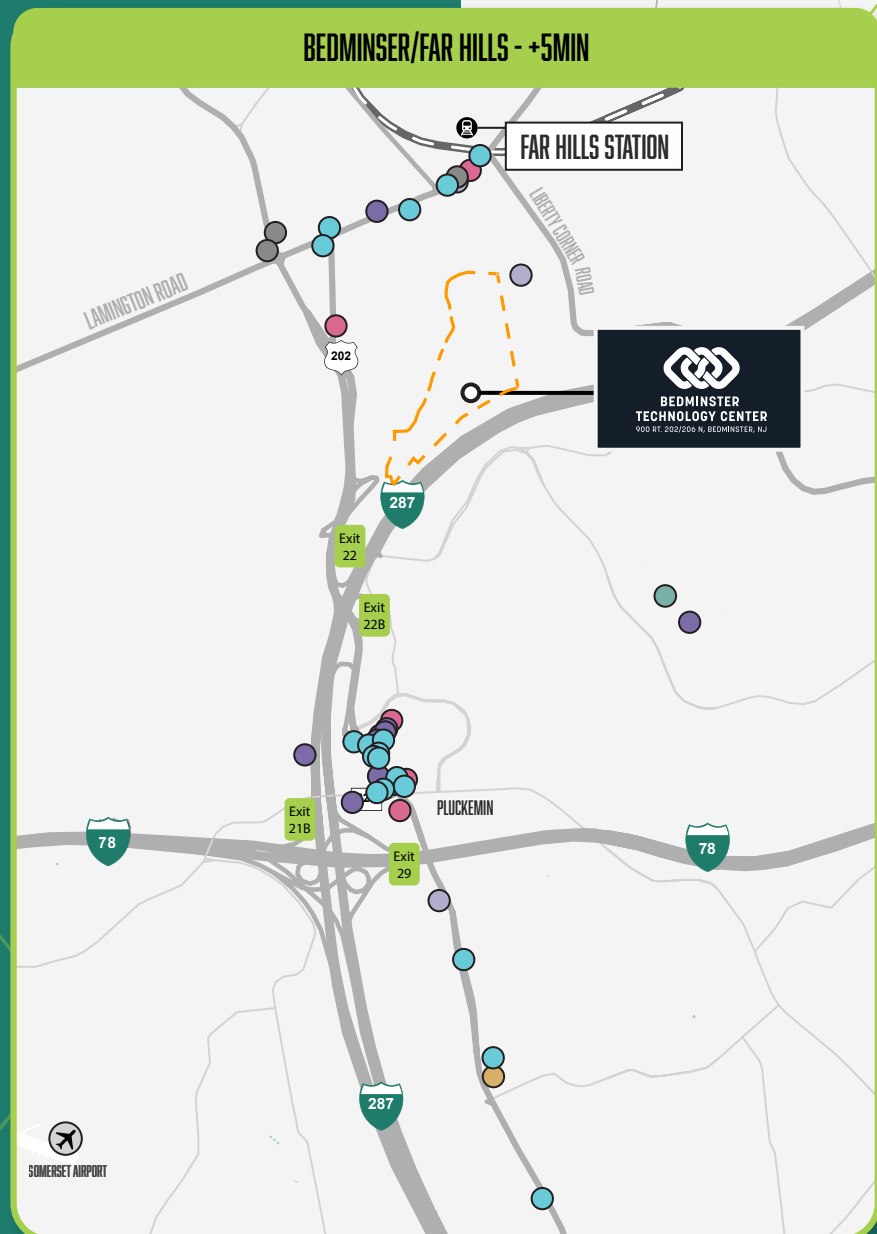 BEDMINSER/FAR HILLS - +5MIN
FAR HILLS STATION
LIBERTY CORNER ROAD
LAMINGTON ROAD
202
BEDMINSTER
TECHNOLOGY CENTER
900 RT. 202/206 N, BEDMINSTER, NJ
287
Exit
22
Exit
22B
PLUCKEMIN
Exit
21B
78
78
Exit
29
287
SOMERSET AIRPORT